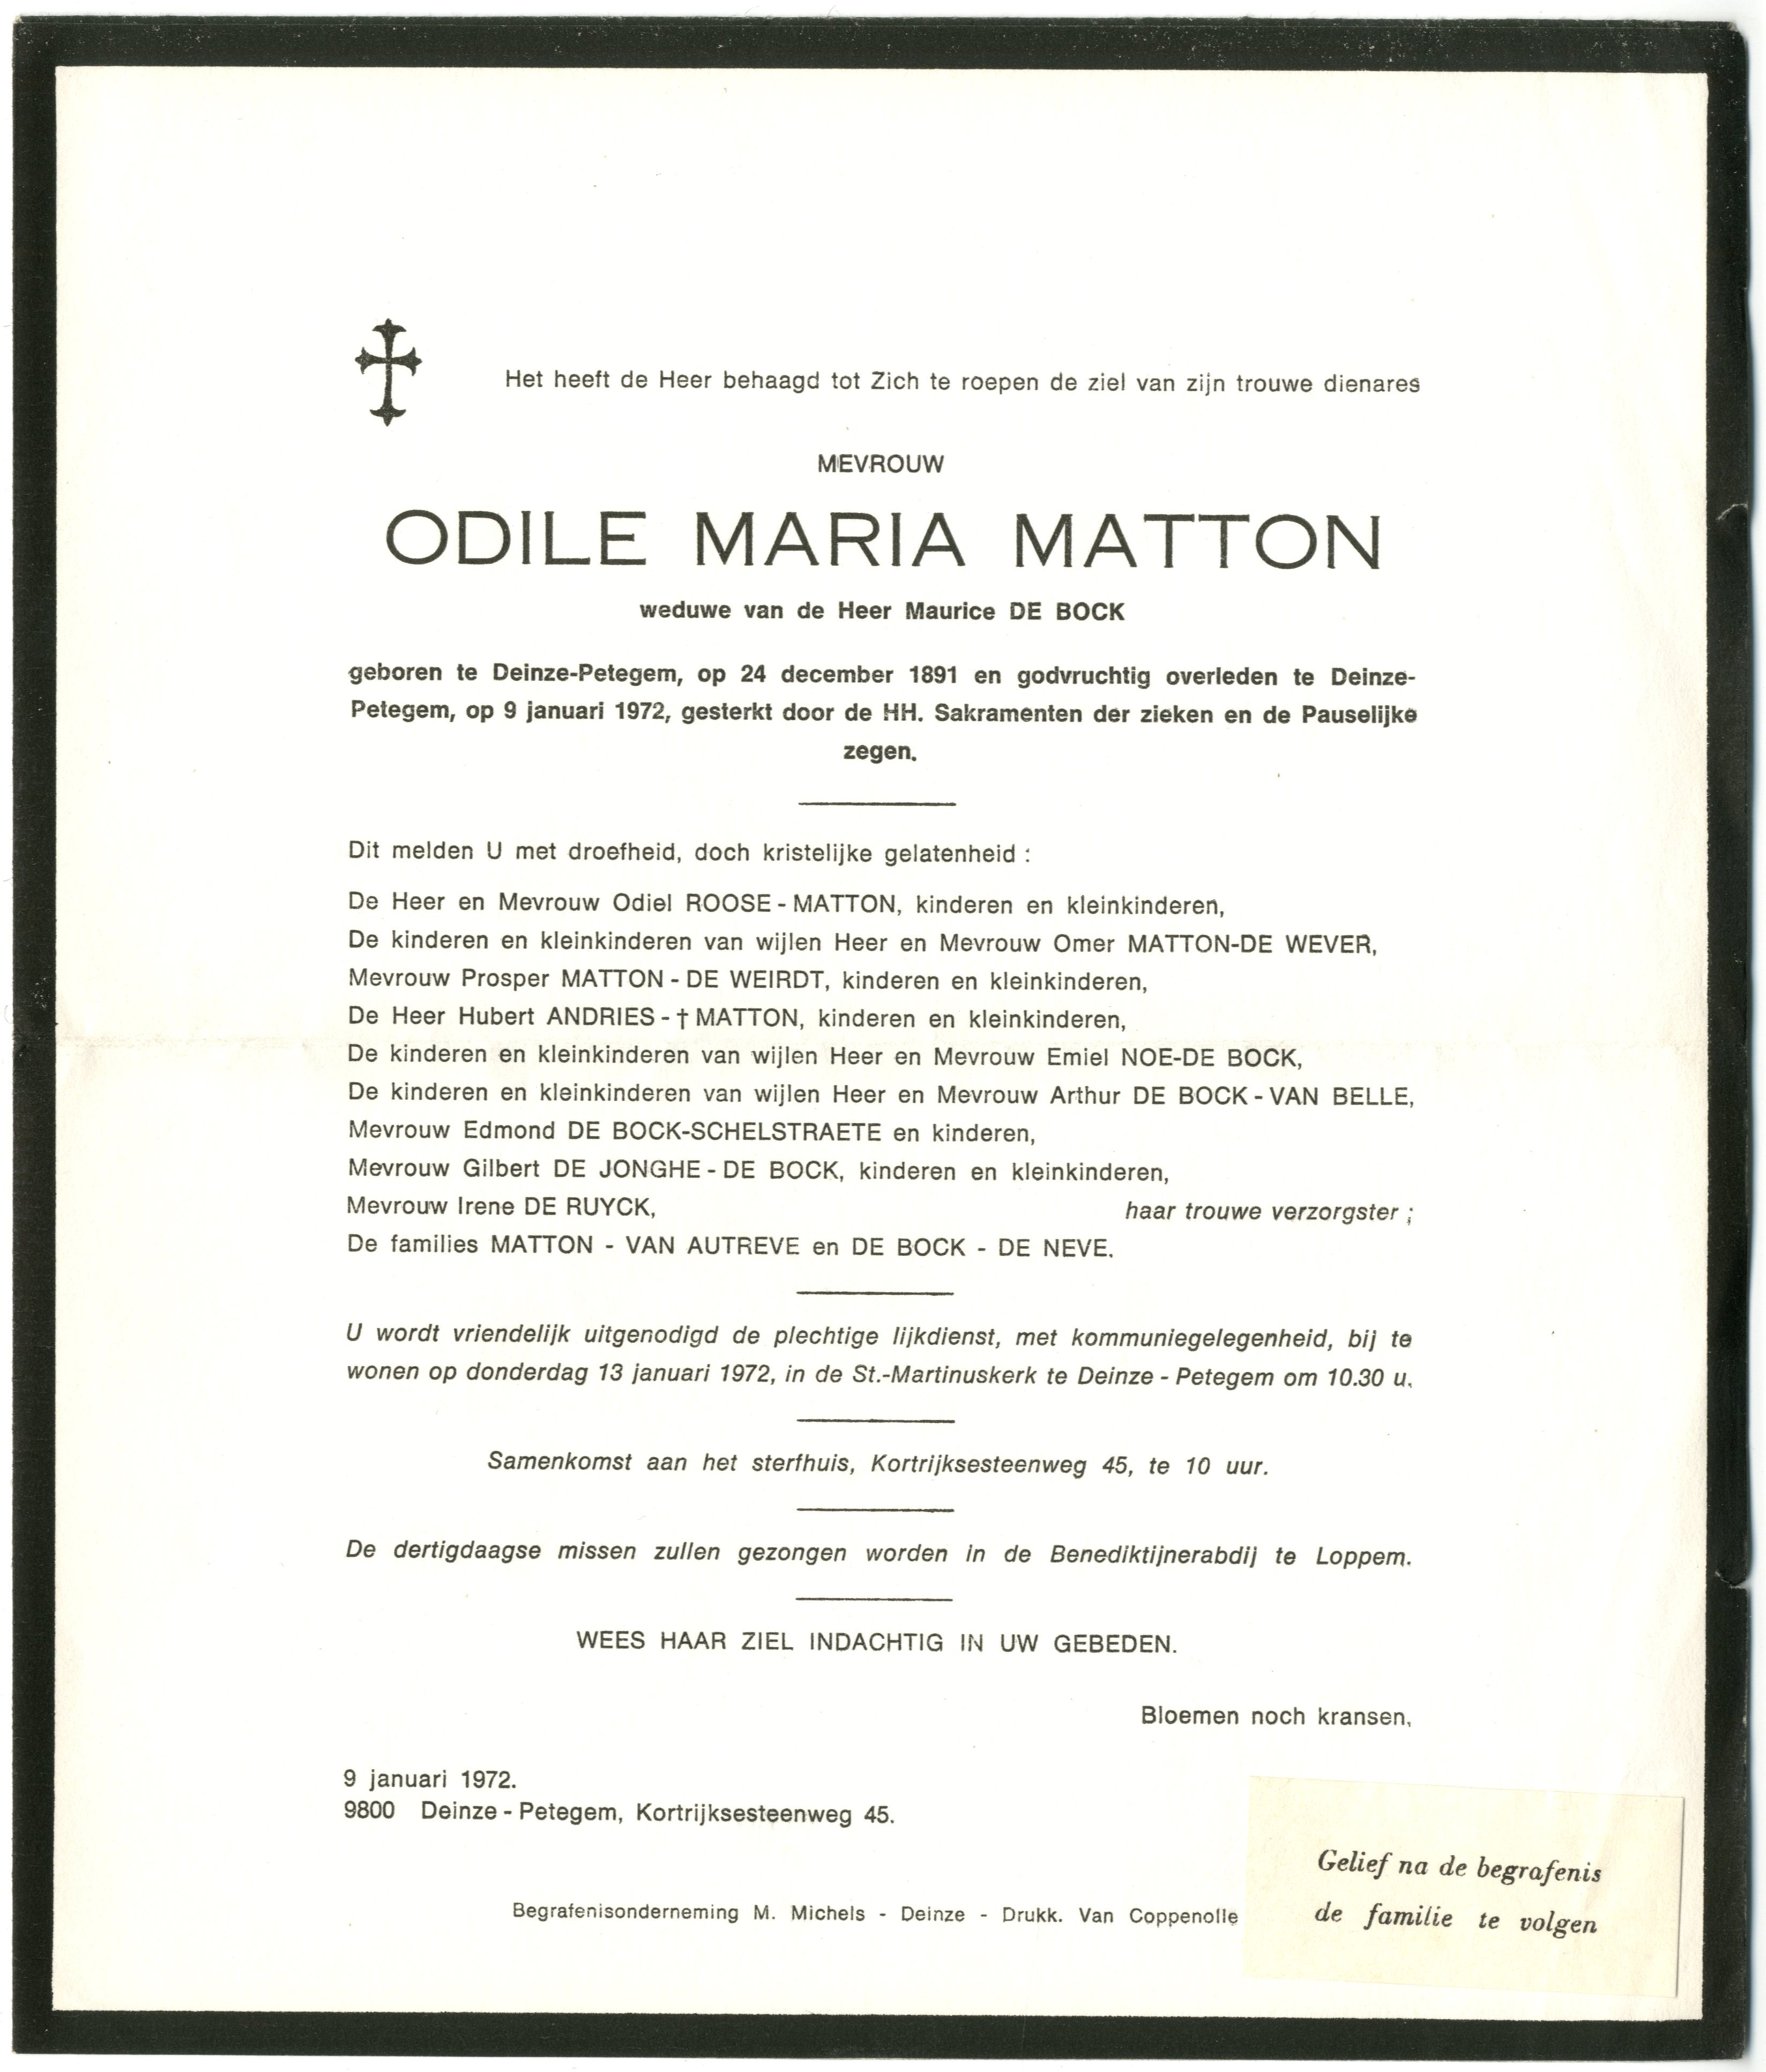 Het heeft de Heer behaagd tot Zich te roepen de ziel van zijn trouwe dienares
MEVROUW
ODILE MARIA MATTON
weduwe van de Heer Maurice DE BOCK
geboren te Deinze-Petegem, op 24 december 1891 en godvruchtig overleden te Deinze-
Petegem, op 9 januari 1972, gesterkt door de HH. Sakramenten der zieken en de Pauselijke
zegen.
Dit melden U met droefheid, doch kristelijke gelatenheid :
De Heer en Mevrouw Odiel ROOSE - MATTON, kinderen en kleinkinderen,
De kinderen en kleinkinderen van wijlen Heer en Mevrouw Omer MATTON-DE WEVER,
Mevrouw Prosper MATTON - DE WEIRDT, kinderen en kleinkinderen,
De Heer Hubert ANDRIES - † MATTON, kinderen en kleinkinderen,
De kinderen en kleinkinderen van wijlen Heer en Mevrouw Emiel NOE-DE BOCK,
De kinderen en kleinkinderen van wijlen Heer en Mevrouw Arthur DE BOCK - VAN BELLE,
Mevrouw Edmond DE BOCK-SCHELSTRAETE en kinderen,
Mevrouw Gilbert DE JONGHE - DE BOCK, kinderen en kleinkinderen,
Mevrouw Irene DE RUYCK, haar trouwe verzorgster ;
De families MATTON - VAN AUTREVE en DE BOCK - DE NEVE.
U wordt vriendelijk uitgenodigd de plechtige lijkdienst, met kommuniegelegenheid, bij te
wonen op donderdag 13 januari 1972, in de St.-Martinuskerk te Deinze - Petegem om 10.30 u.
Samenkomst aan het sterfhuis, Kortrijksesteenweg 45, te 10 uur.
De dertigdaagse missen zullen gezongen worden in de Benediktijnerabdij te Loppem.
WEES HAAR ZIEL INDACHTIG IN UW GEBEDEN.
Bloemen noch kransen.
9 januari 1972.
9800 Deinze - Petegem, Kortrijksesteenweg 45.
Begrafenisonderneming M. Michels - Deinze - Drukk. Van Coppenolle
Gelief na de begrafenis
de familie te volgen